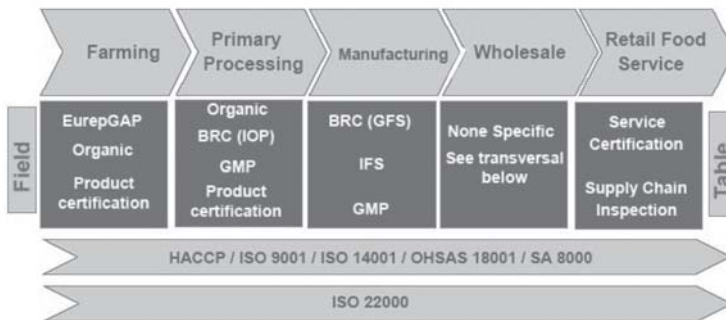 Farming
Primary
Processing
Manufacturing
Wholesale
Retail Food
Service
Field
EurepGAP
Organic
Product
certification
Organic
BRC (IOP)
GMP
Product
certification
BRC (GFS)
IFS
GMP
None Specific
See transversal
below
Service
Certification
Supply Chain
Inspection
Table
HACCP / ISO 9001 / ISO 14001 / OHSAS 18001 / SA 8000
ISO 22000